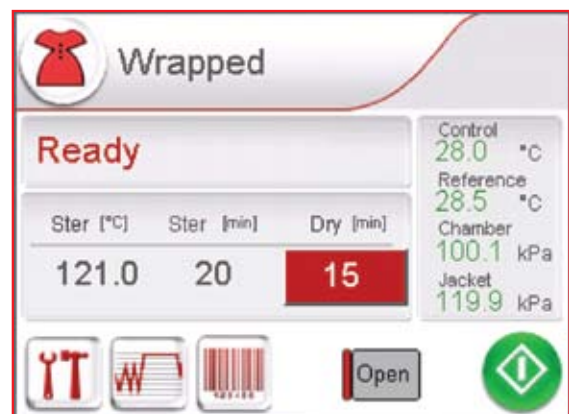 Wrapped
Ready
Ster [°C] Ster [min] Dry [min]
121.0 20 15
Control
28.0 °C
Reference
28.5 °C
Chamber
100.1 kPa
Jacket
119.9 kPa
Open